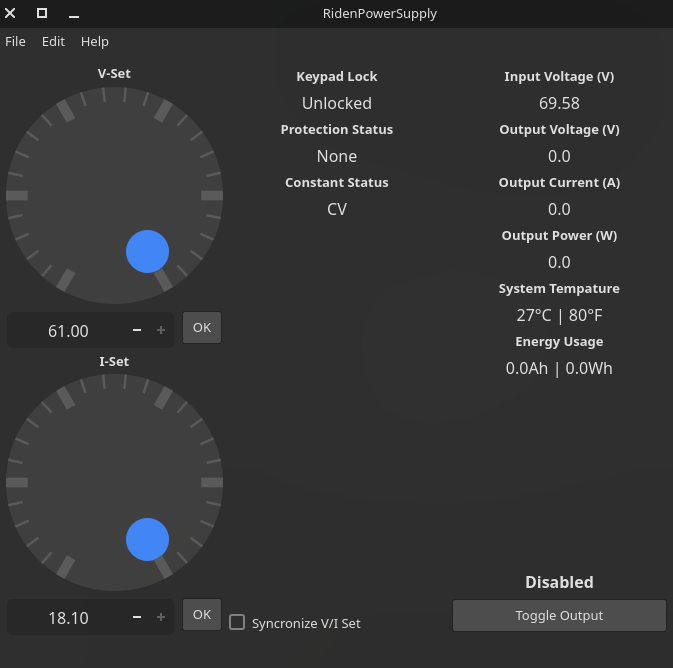 RidenPowerSupply
File Edit Help
V-Set
61.00 − +
OK
I-Set
18.10 − +
OK
Syncronize V/I Set
Keypad Lock
Unlocked
Protection Status
None
Constant Status
CV
Input Voltage (V)
69.58
Output Voltage (V)
0.0
Output Current (A)
0.0
Output Power (W)
0.0
System Tempature
27°C | 80°F
Energy Usage
0.0Ah | 0.0Wh
Disabled
Toggle Output